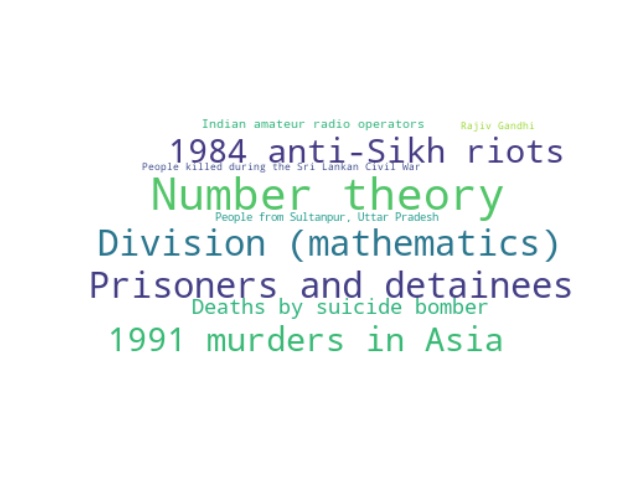 Indian amateur radio operators
Rajiv Gandhi
1984 anti-Sikh riots
People killed during the Sri Lankan Civil War
Number theory
People from Sultanpur, Uttar Pradesh
Division (mathematics)
Prisoners and detainees
Deaths by suicide bomber
1991 murders in Asia